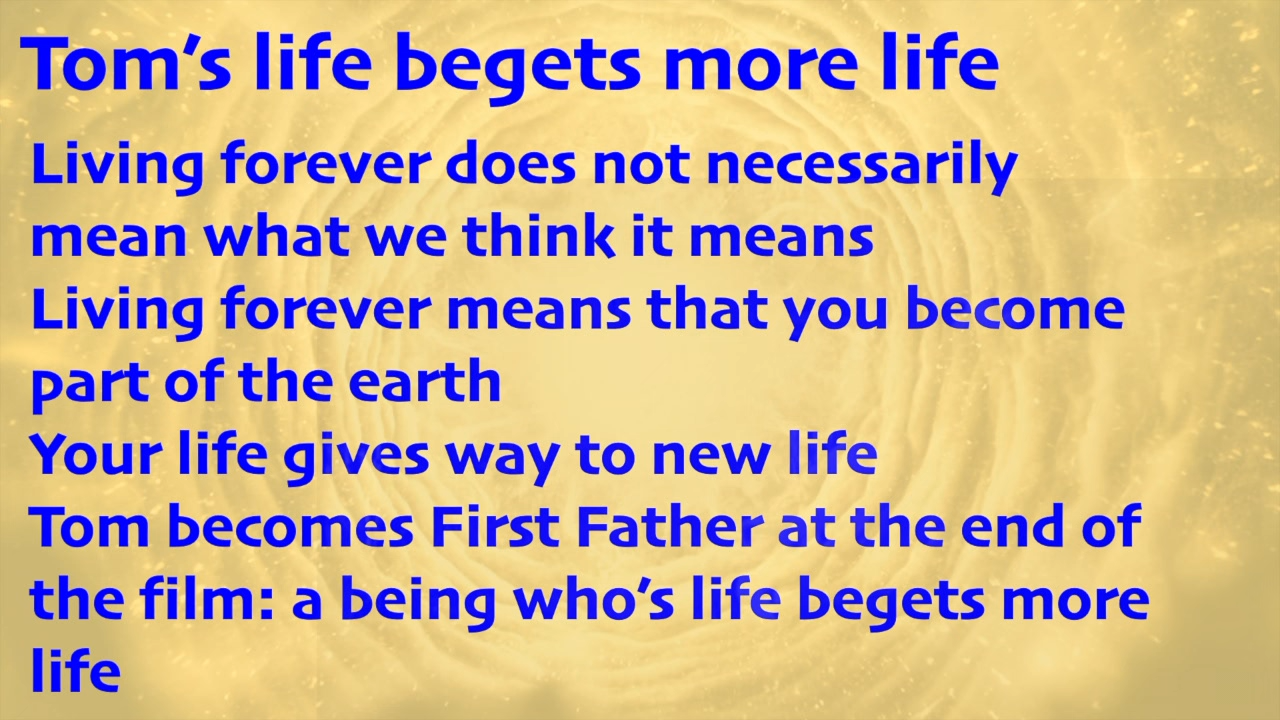 Tom’s life begets more life
Living forever does not necessarily
mean what we think it means
Living forever means that you become
part of the earth
Your life gives way to new life
Tom becomes First Father at the end of
the film: a being who’s life begets more
life